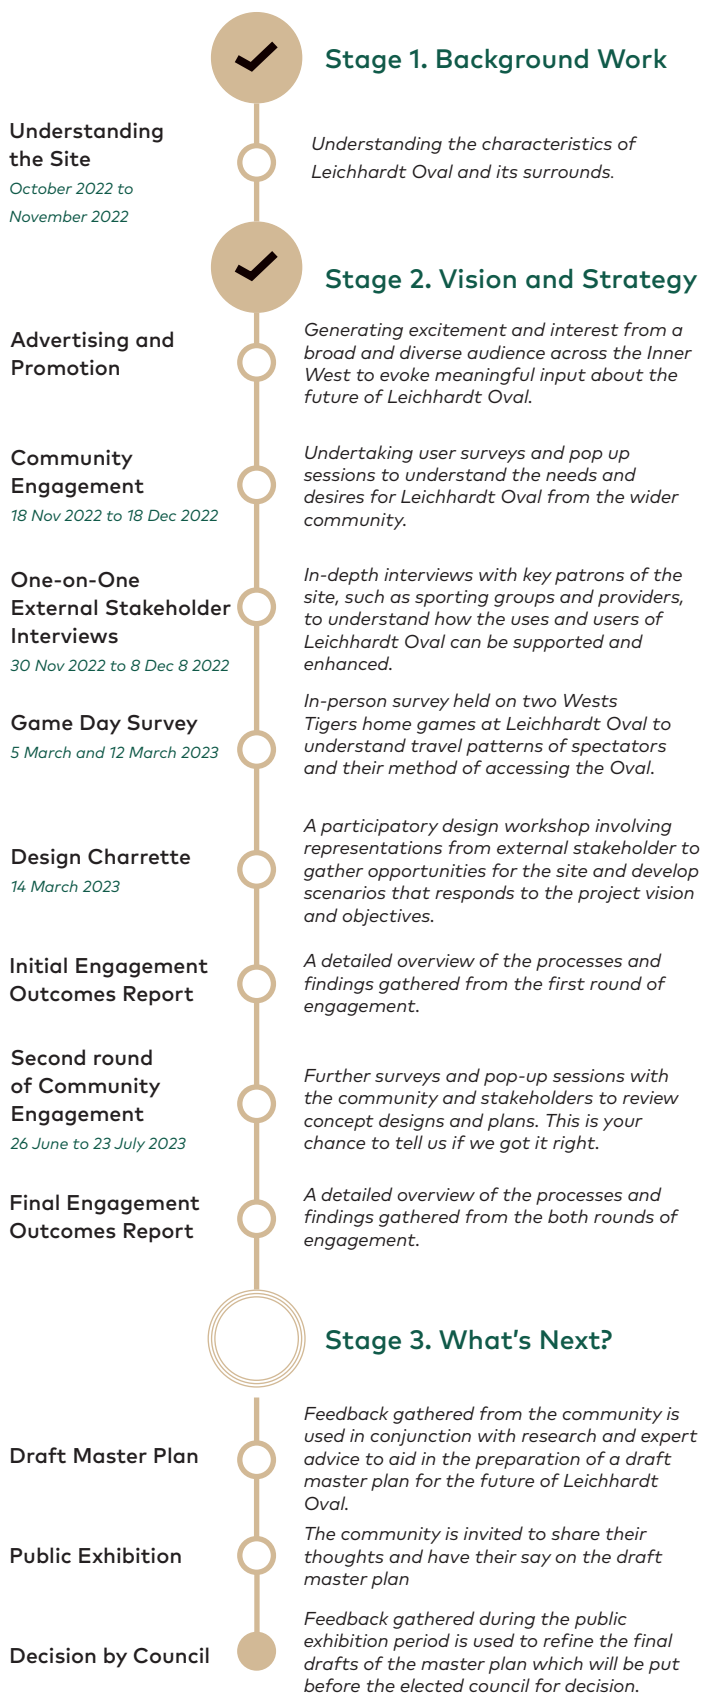 Stage 1. Background Work
Understanding
the Site
October 2022 to
November 2022
Understanding the characteristics of
Leichhardt Oval and its surrounds.
Stage 2. Vision and Strategy
Advertising and
Promotion
Generating excitement and interest from a
broad and diverse audience across the Inner
West to evoke meaningful input about the
future of Leichhardt Oval.
Community
Engagement
18 Nov 2022 to 18 Dec 2022
Undertaking user surveys and pop up
sessions to understand the needs and
desires for Leichhardt Oval from the wider
community.
One-on-One
External Stakeholder
Interviews
30 Nov 2022 to 8 Dec 8 2022
In-depth interviews with key patrons of the
site, such as sporting groups and providers,
to understand how the uses and users of
Leichhardt Oval can be supported and
enhanced.
Game Day Survey
5 March and 12 March 2023
In-person survey held on two Wests
Tigers home games at Leichhardt Oval to
understand travel patterns of spectators
and their method of accessing the Oval.
Design Charrette
14 March 2023
A participatory design workshop involving
representations from external stakeholder to
gather opportunities for the site and develop
scenarios that responds to the project vision
and objectives.
Initial Engagement
Outcomes Report
A detailed overview of the processes and
findings gathered from the first round of
engagement.
Second round
of Community
Engagement
26 June to 23 July 2023
Further surveys and pop-up sessions with
the community and stakeholders to review
concept designs and plans. This is your
chance to tell us if we got it right.
Final Engagement
Outcomes Report
A detailed overview of the processes and
findings gathered from the both rounds of
engagement.
Stage 3. What's Next?
Draft Master Plan
Feedback gathered from the community is
used in conjunction with research and expert
advice to aid in the preparation of a draft
master plan for the future of Leichhardt
Oval.
Public Exhibition
The community is invited to share their
thoughts and have their say on the draft
master plan
Decision by Council
Feedback gathered during the public
exhibition period is used to refine the final
drafts of the master plan which will be put
before the elected council for decision.